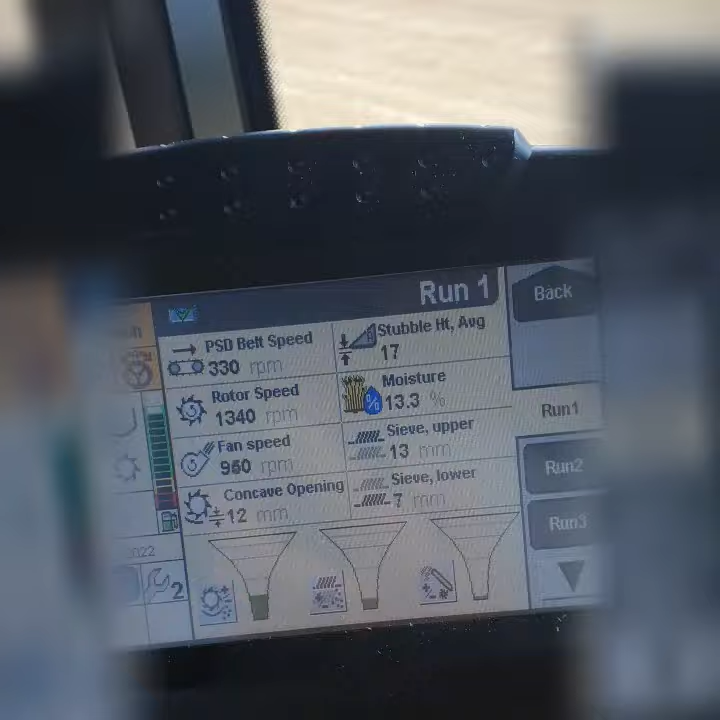 Run 1
Back
PSD Belt Speed
330 rpm
Stubble Ht, Avg
17
Rotor Speed
1340 rpm
Moisture
% 13.3 %
Run1
Fan speed
950 rpm
Sieve, upper
13 mm
Run2
Concave Opening
12 mm
Sieve, lower
7 mm
Run3
2